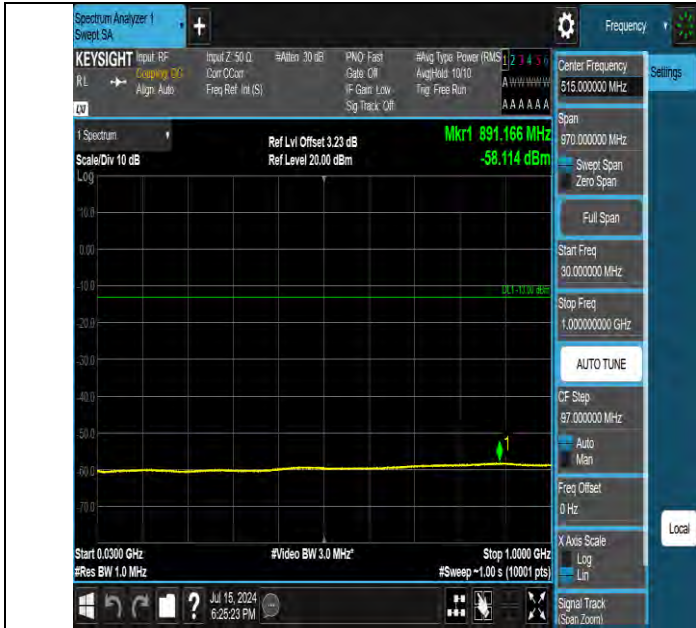 Spectrum Analyzer 1
Swept SA
+
Frequency
KEYSIGHT
RL
Input: RF
Coupling: DC
Align: Auto
Input Z: 50 Ω
Corr CCorr
Freq Ref: Int (S)
#Atten: 30 dB
PNO: Fast
Gate: Off
IF Gain: Low
Sig Track: Off
#Avg Type: Power (RMS
Avg|Hold: 10/10
Trig: Free Run
1 2 3 4 5 6
A W W W W W
A A A A A A
LW
1 Spectrum
Scale/Div 10 dB
Log
Ref Lvl Offset 3.23 dB
Ref Level 20.00 dBm
Mkr1 891.166 MHz
-58.114 dBm
10.0
0.00
-10.0
DL1 -13.00 dBm
-20.0
-30.0
-40.0
-50.0
-60.0
-70.0
1
Start 0.0300 GHz
#Res BW 1.0 MHz
#Video BW 3.0 MHz*
Stop 1.0000 GHz
#Sweep ~1.00 s (10001 pts)
?
Jul 15, 2024
6:25:23 PM
Center Frequency
515.000000 MHz
Settings
Span
970.000000 MHz
Swept Span
Zero Span
Full Span
Start Freq
30.000000 MHz
Stop Freq
1.000000000 GHz
AUTO TUNE
CF Step
97.000000 MHz
Auto
Man
Freq Offset
0 Hz
Local
X Axis Scale
Log
Lin
Signal Track
(Span Zoom)